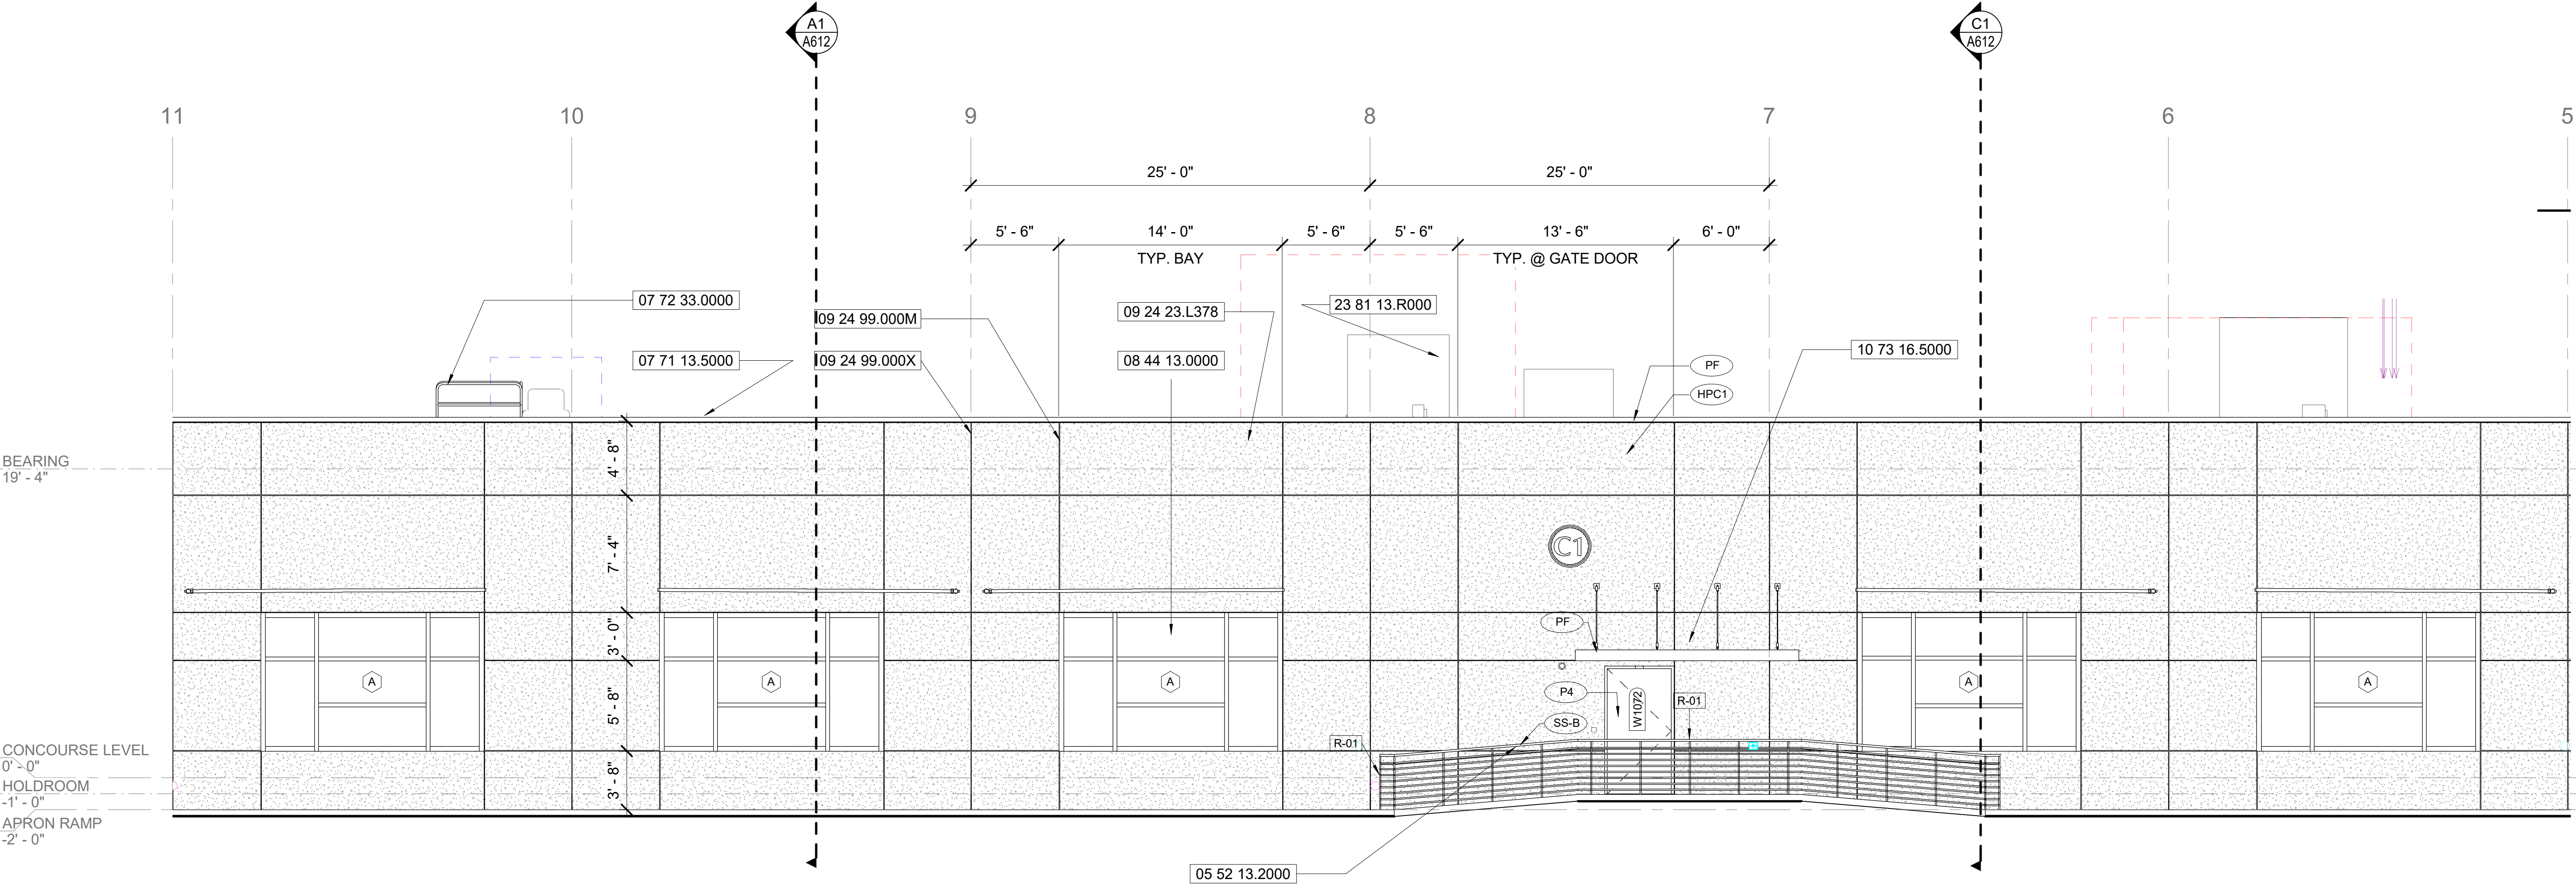 A1
A612
C1
A612
11
10
9
8
7
6
5
25' - 0"
25' - 0"
5' - 6"
14' - 0"
5' - 6"
5' - 6"
13' - 6"
6' - 0"
TYP. BAY
TYP. @ GATE DOOR
07 72 33.0000
09 24 99.000M
09 24 23.L378
23 81 13.R000
10 73 16.5000
07 71 13.5000
09 24 99.000X
08 44 13.0000
PF
HPC1
BEARING
19' - 4"
4' - 8"
7' - 4"
C1
3' - 0"
PF
A
A
A
A
A
5' - 8"
P4
W1072
R-01
SS-B
R-01
CONCOURSE LEVEL
0' - 0"
HOLDROOM
-1' - 0"
3' - 8"
APRON RAMP
-2' - 0"
05 52 13.2000